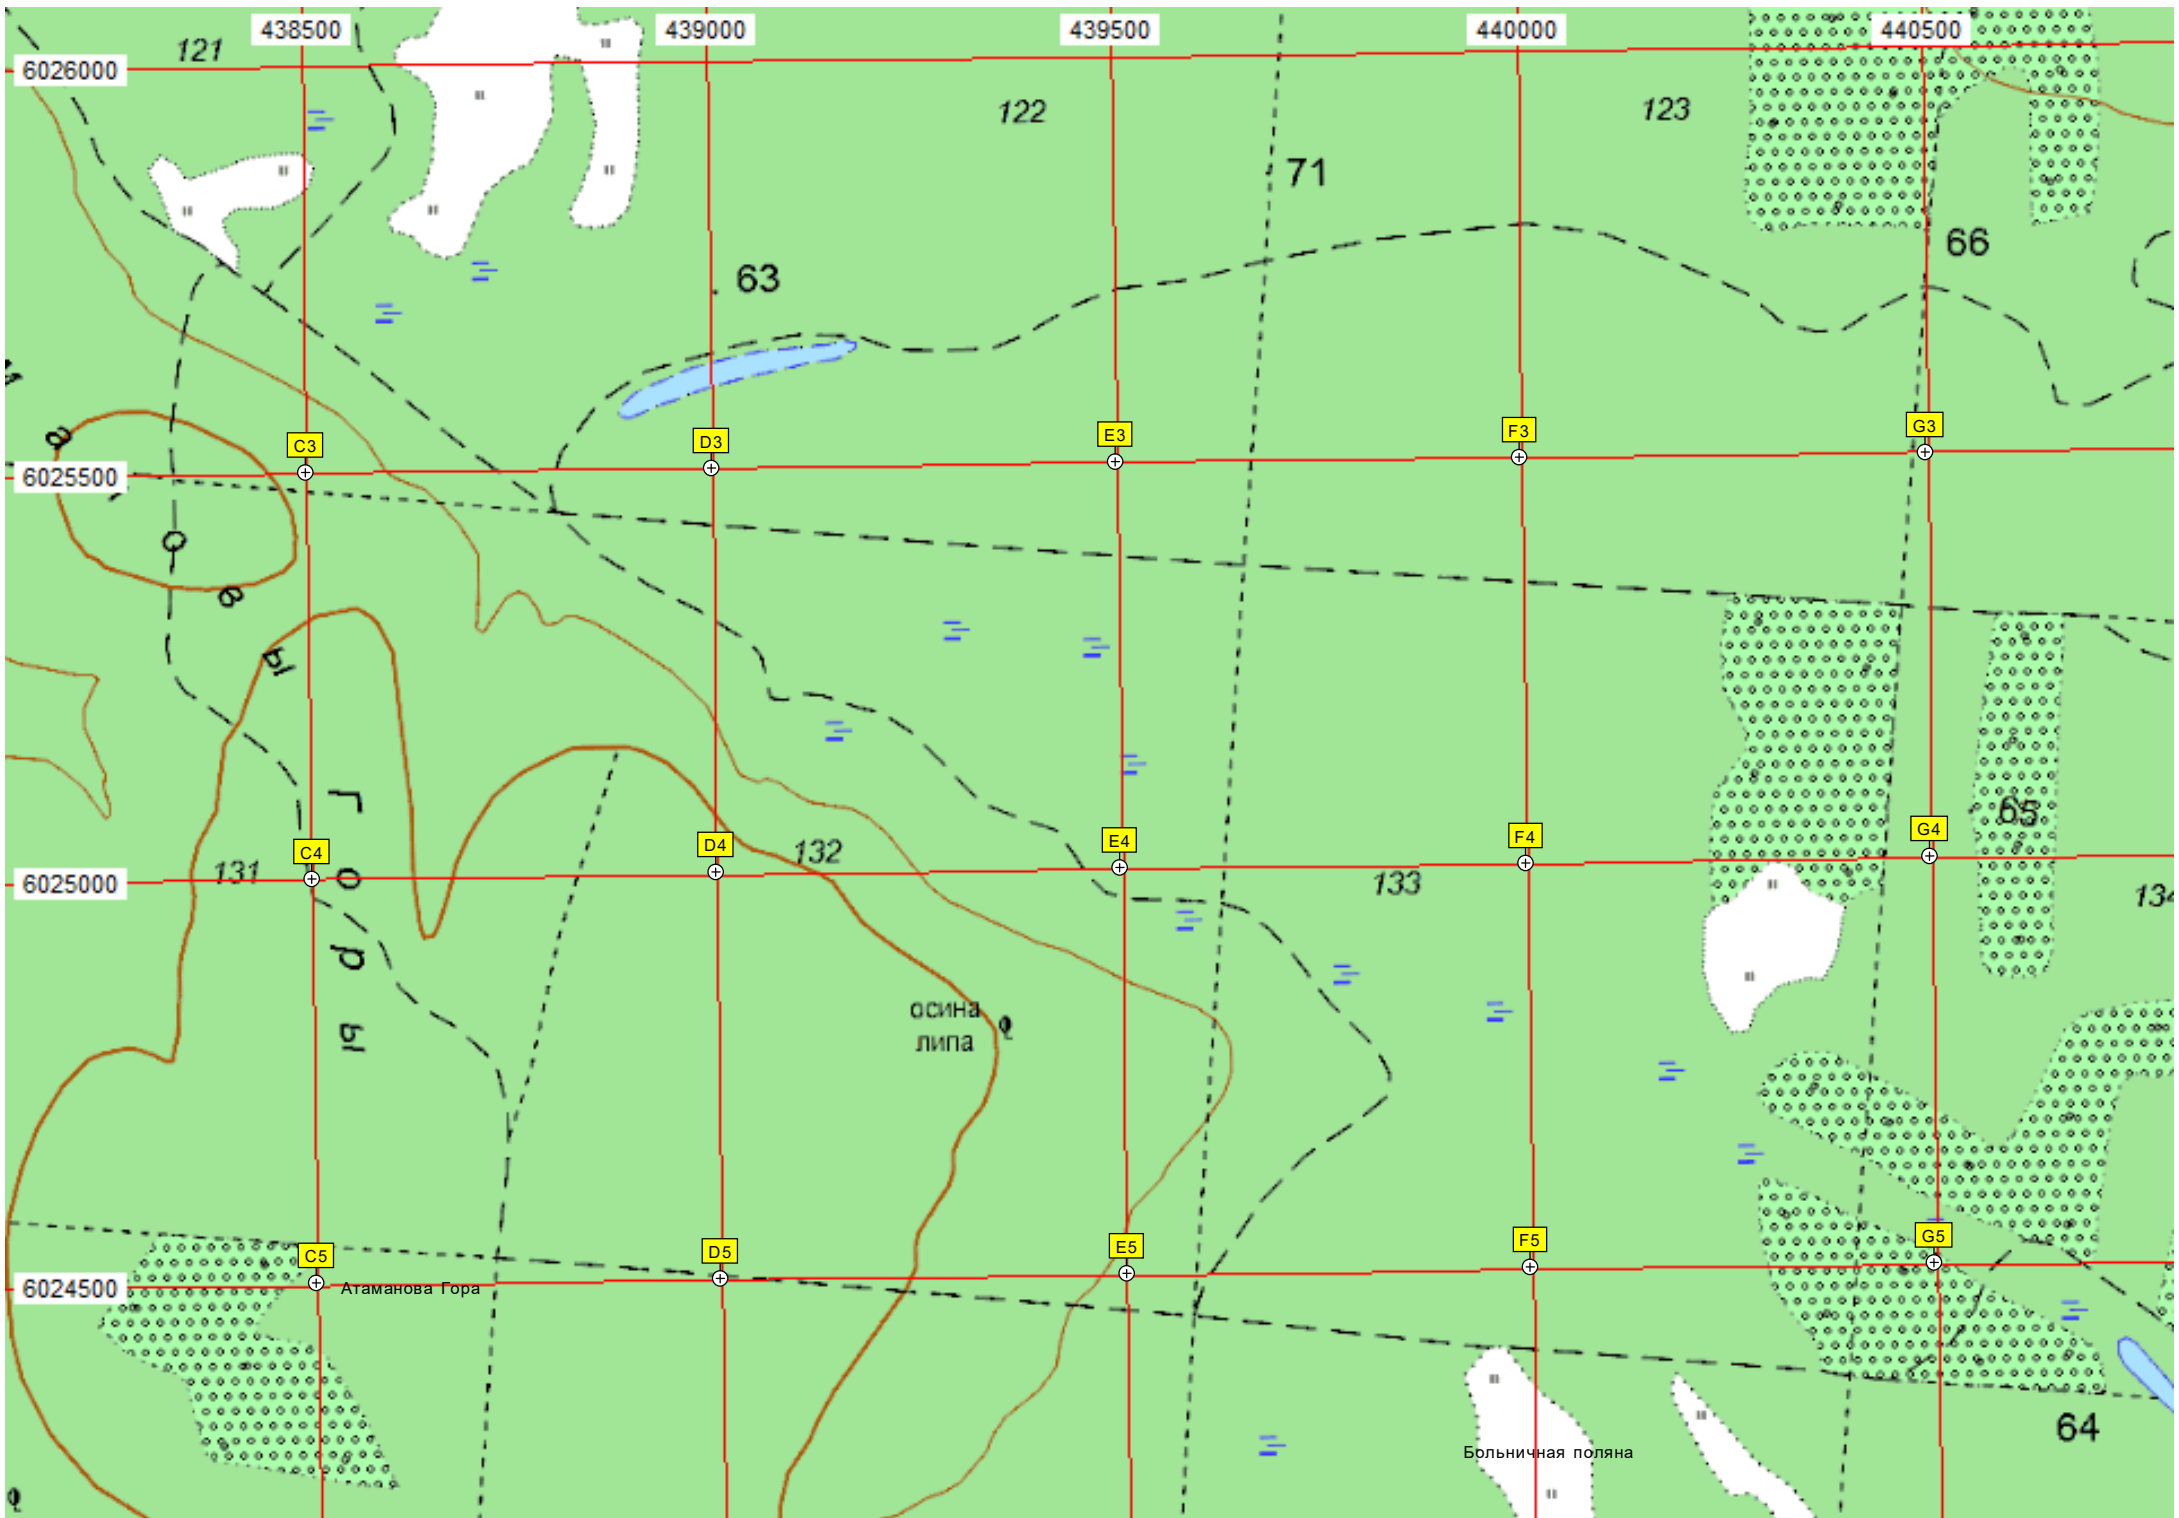 438500 439000 439500 440000 440500
121
6026000
122 123
71
66
63
C3 D3 E3 F3 G3
6025500
а
о
в
ы
65
C4 D4 E4 F4 G4
131 132 133 134
6025000
Г
о
р
ы
осина
липа
C5 D5 E5 F5 G5
6024500
Атаманова Гора
64
Больничная поляна